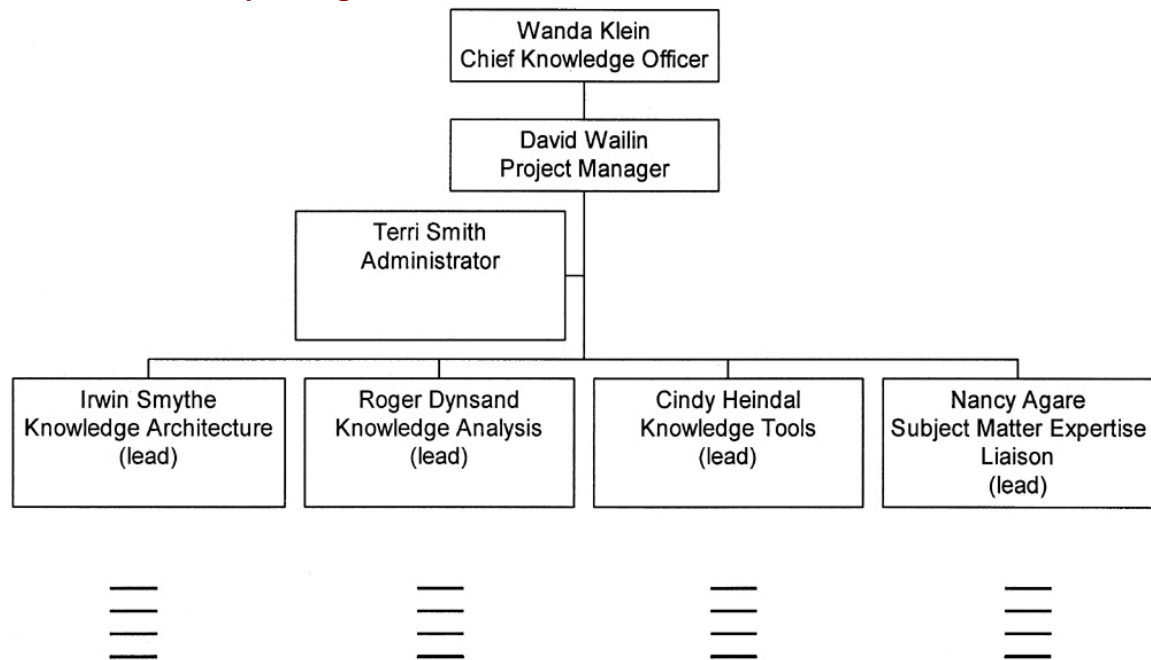 Wanda Klein
Chief Knowledge Officer
David Wailin
Project Manager
Terri Smith
Administrator
Irwin Smythe
Knowledge Architecture
(lead)
Roger Dynsand
Knowledge Analysis
(lead)
Cindy Heindal
Knowledge Tools
(lead)
Nancy Agare
Subject Matter Expertise
Liaison
(lead)